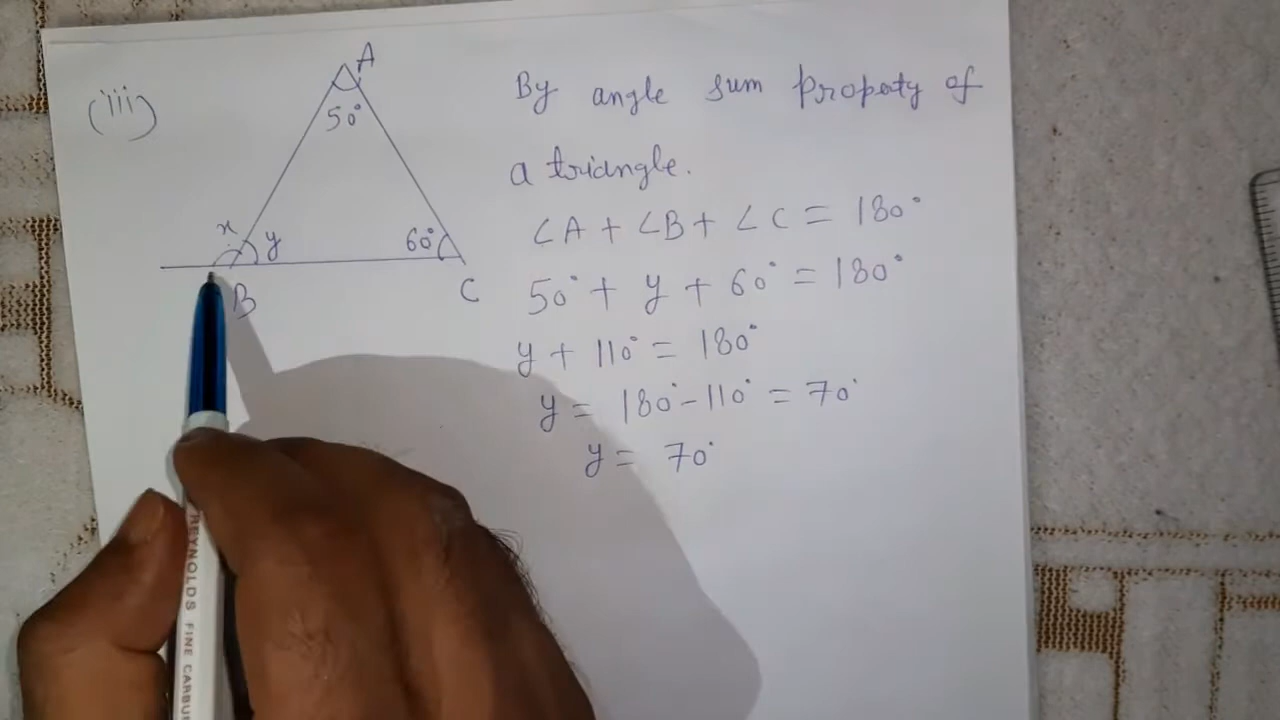 (iii)
A
50°
x
y
60°
B
C
By angle sum property of
a triangle.
∠A + ∠B + ∠C = 180°
50° + y + 60° = 180°
y + 110° = 180°
y = 180° - 110° = 70°
y = 70°
REYNOLDS FINE CARBU